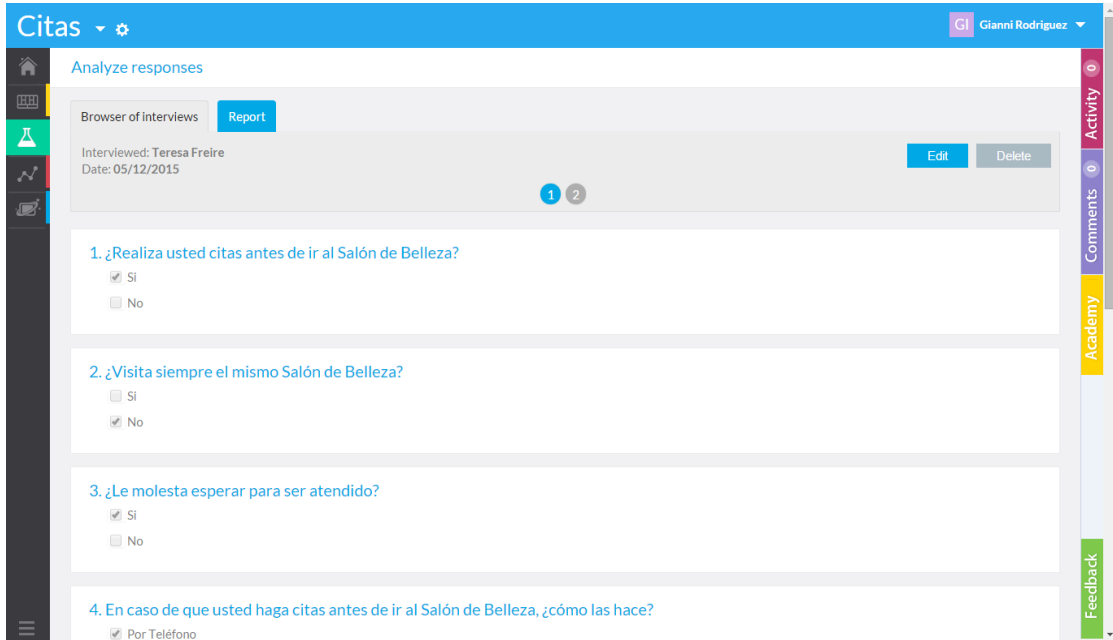 Citas
GI Gianni Rodriguez
Analyze responses
Browser of interviews
Report
Interviewed: Teresa Freire
Date: 05/12/2015
Edit
Delete
1 2
1. ¿Realiza usted citas antes de ir al Salón de Belleza?
Si
No
2. ¿Visita siempre el mismo Salón de Belleza?
Si
No
3. ¿Le molesta esperar para ser atendido?
Si
No
4. En caso de que usted haga citas antes de ir al Salón de Belleza, ¿cómo las hace?
Por Teléfono
Activity 0
Comments 0
Academy
Feedback